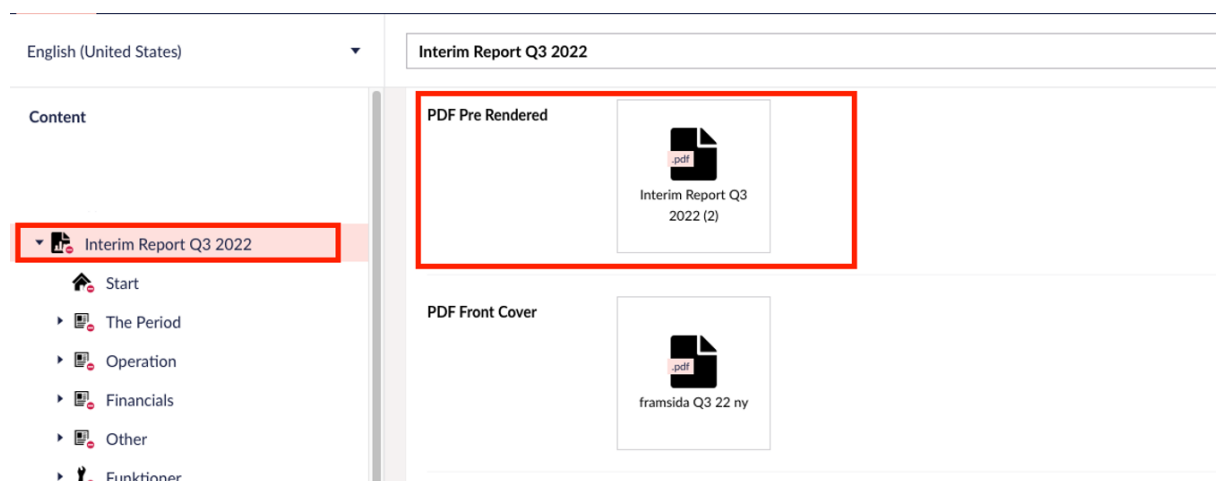 English (United States)
Interim Report Q3 2022
Content
PDF Pre Rendered
.pdf
Interim Report Q3
2022 (2)
Interim Report Q3 2022
Start
The Period
Operation
Financials
Other
Funktioner
PDF Front Cover
.pdf
framsida Q3 22 ny